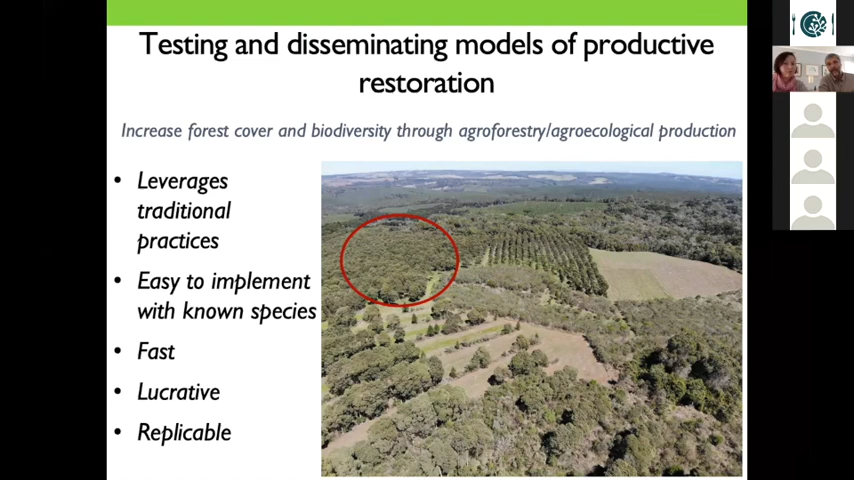 Testing and disseminating models of productive
restoration
Increase forest cover and biodiversity through agroforestry/agroecological production
• Leverages
traditional
practices
• Easy to implement
with known species
• Fast
• Lucrative
• Replicable